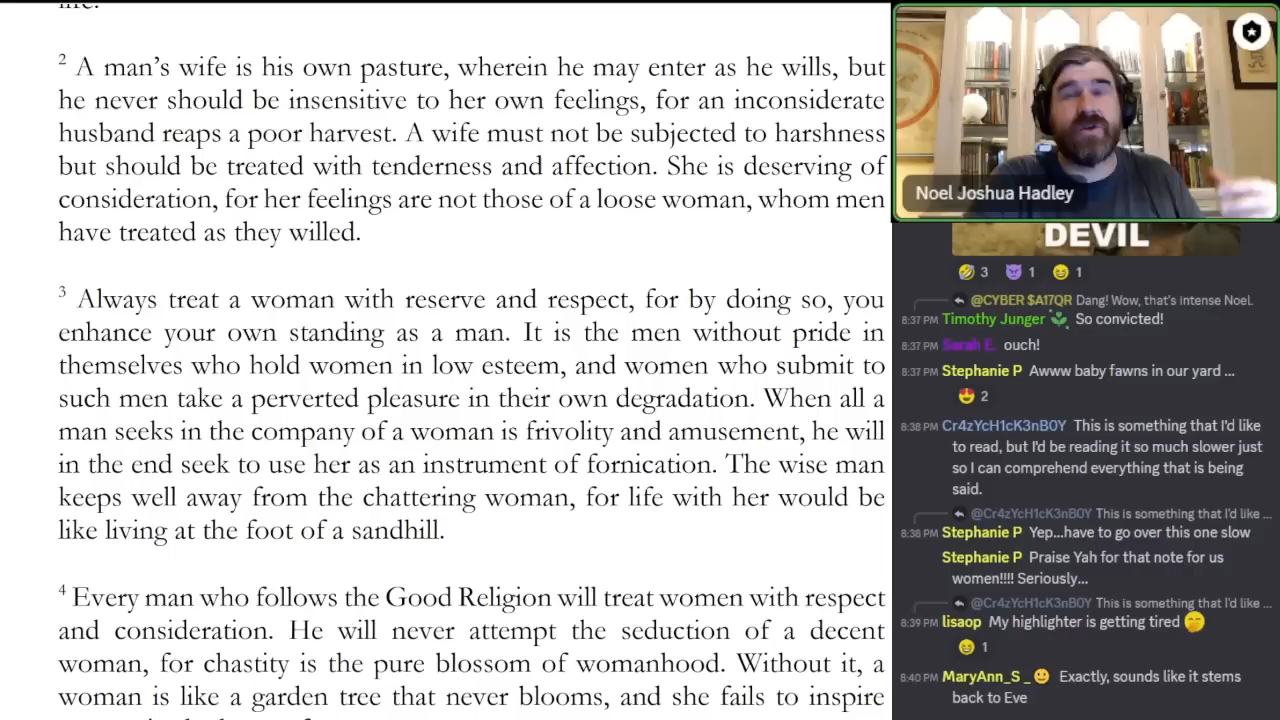 life.
2 A man’s wife is his own pasture, wherein he may enter as he wills, but
he never should be insensitive to her own feelings, for an inconsiderate
husband reaps a poor harvest. A wife must not be subjected to harshness
but should be treated with tenderness and affection. She is deserving of
consideration, for her feelings are not those of a loose woman, whom men
have treated as they willed.
3 Always treat a woman with reserve and respect, for by doing so, you
enhance your own standing as a man. It is the men without pride in
themselves who hold women in low esteem, and women who submit to
such men take a perverted pleasure in their own degradation. When all a
man seeks in the company of a woman is frivolity and amusement, he will
in the end seek to use her as an instrument of fornication. The wise man
keeps well away from the chattering woman, for life with her would be
like living at the foot of a sandhill.
4 Every man who follows the Good Religion will treat women with respect
and consideration. He will never attempt the seduction of a decent
woman, for chastity is the pure blossom of womanhood. Without it, a
woman is like a garden tree that never blooms, and she fails to inspire
Noel Joshua Hadley
DEVIL
3 1 1
@CYBER $A17QR Dang! Wow, that's intense Noel.
8:37 PM Timothy Junger So convicted!
8:37 PM Sarah E. ouch!
8:37 PM Stephanie P Awww baby fawns in our yard ...
2
8:38 PM Cr4zYcH1cK3nB0Y This is something that I'd like
to read, but I'd be reading it so much slower just
so I can comprehend everything that is being
said.
@Cr4zYcH1cK3nB0Y This is something that I'd like ...
8:38 PM Stephanie P Yep...have to go over this one slow
Stephanie P Praise Yah for that note for us
women!!!! Seriously...
@Cr4zYcH1cK3nB0Y This is something that I'd like ...
8:39 PM lisaop My highlighter is getting tired
1
8:40 PM MaryAnn_S_ Exactly, sounds like it stems
back to Eve